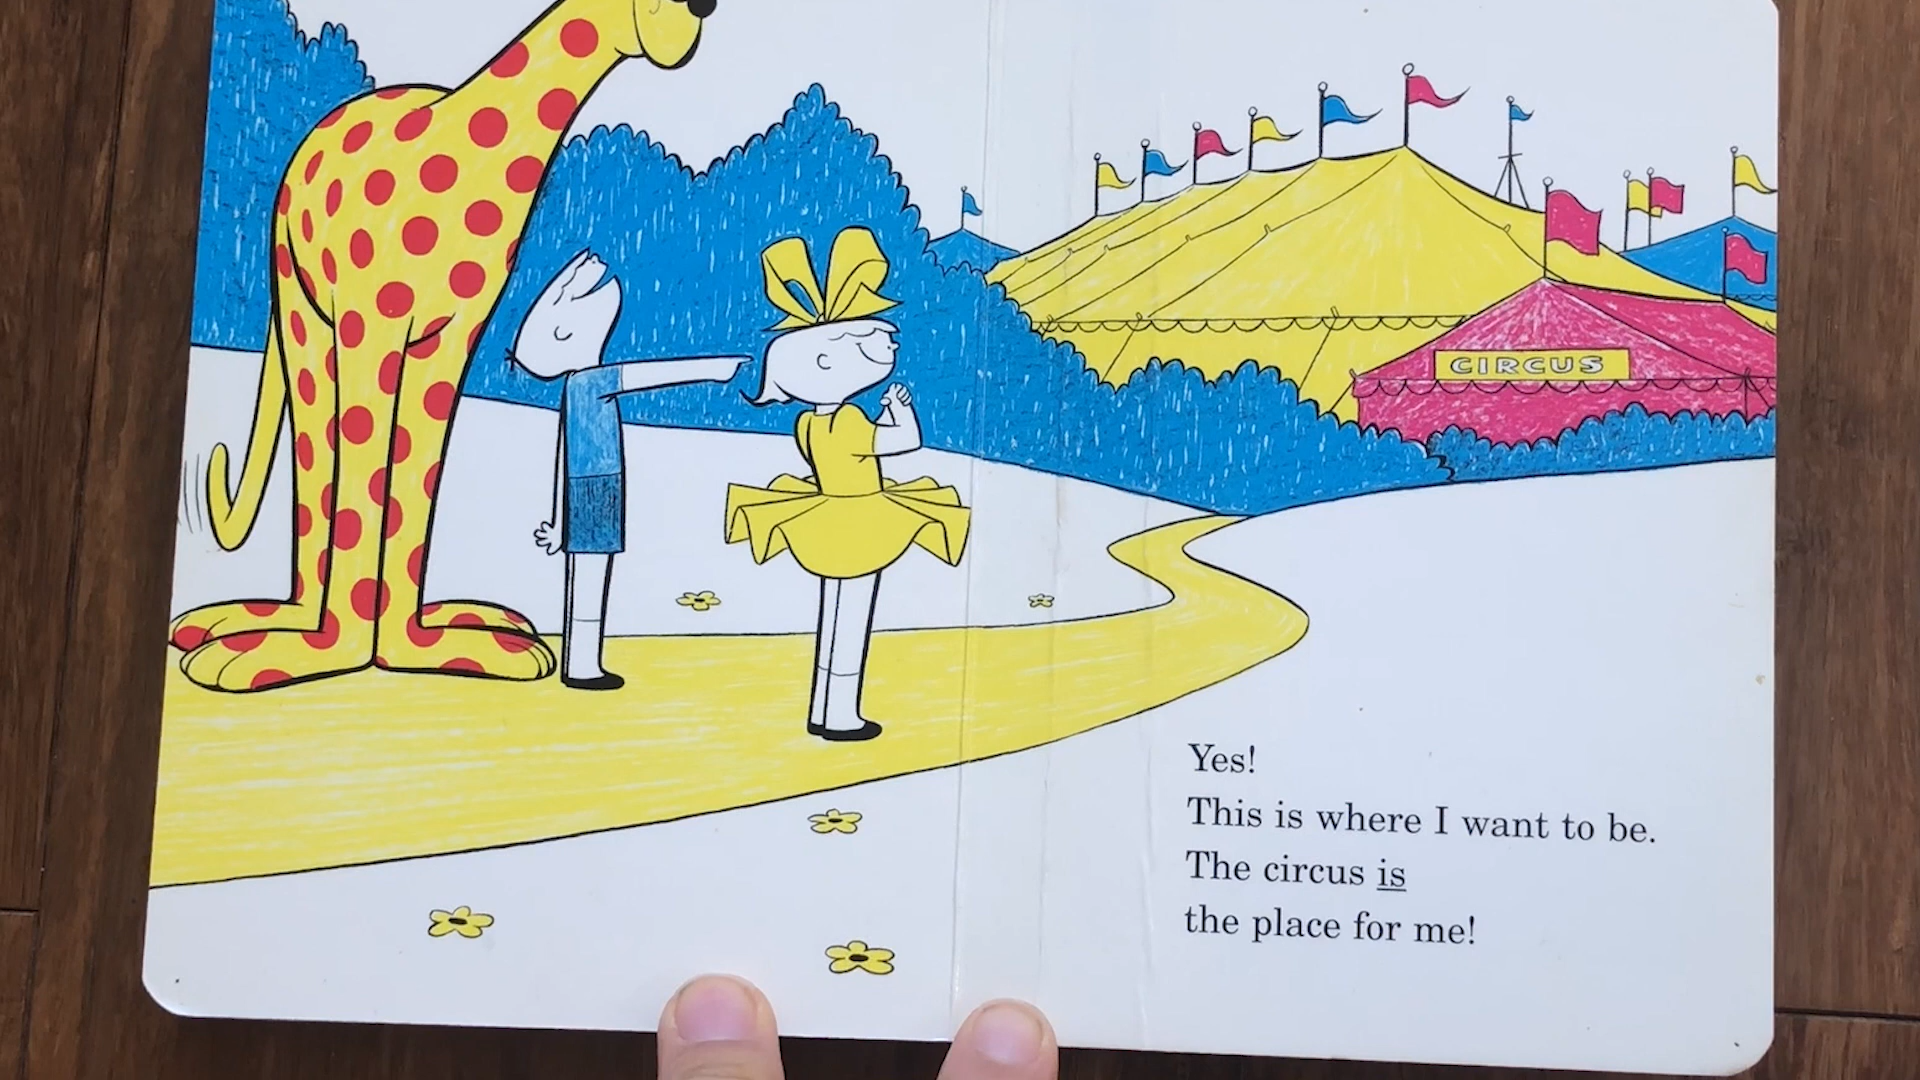 CIRCUS
Yes!
This is where I want to be.
The circus is
the place for me!